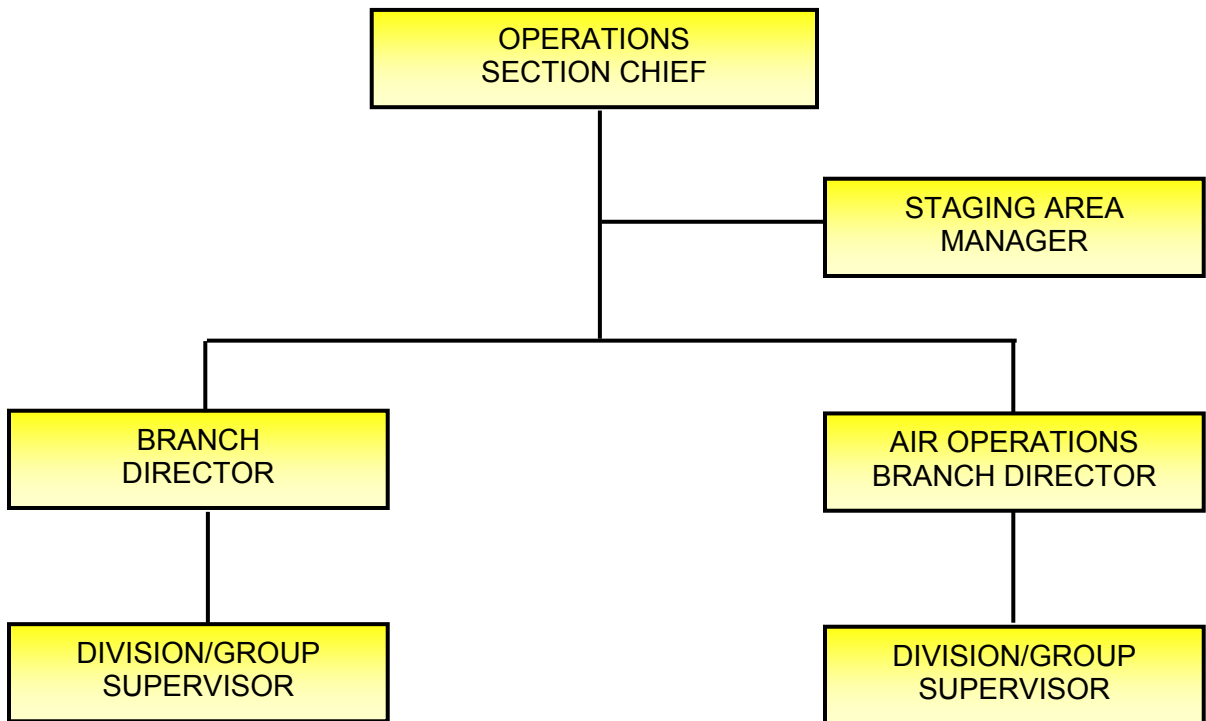 OPERATIONS
SECTION CHIEF
STAGING AREA
MANAGER
BRANCH
DIRECTOR
AIR OPERATIONS
BRANCH DIRECTOR
DIVISION/GROUP
SUPERVISOR
DIVISION/GROUP
SUPERVISOR